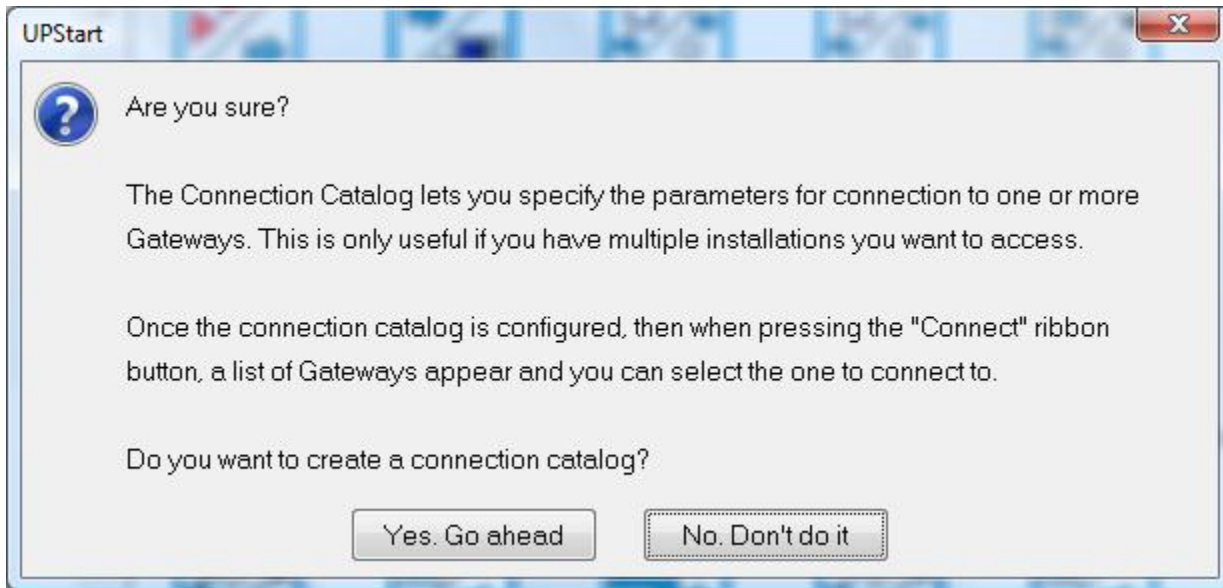 UPStart
Are you sure?
The Connection Catalog lets you specify the parameters for connection to one or more
Gateways. This is only useful if you have multiple installations you want to access.
Once the connection catalog is configured, then when pressing the "Connect" ribbon
button, a list of Gateways appear and you can select the one to connect to.
Do you want to create a connection catalog?
Yes. Go ahead
No. Don't do it